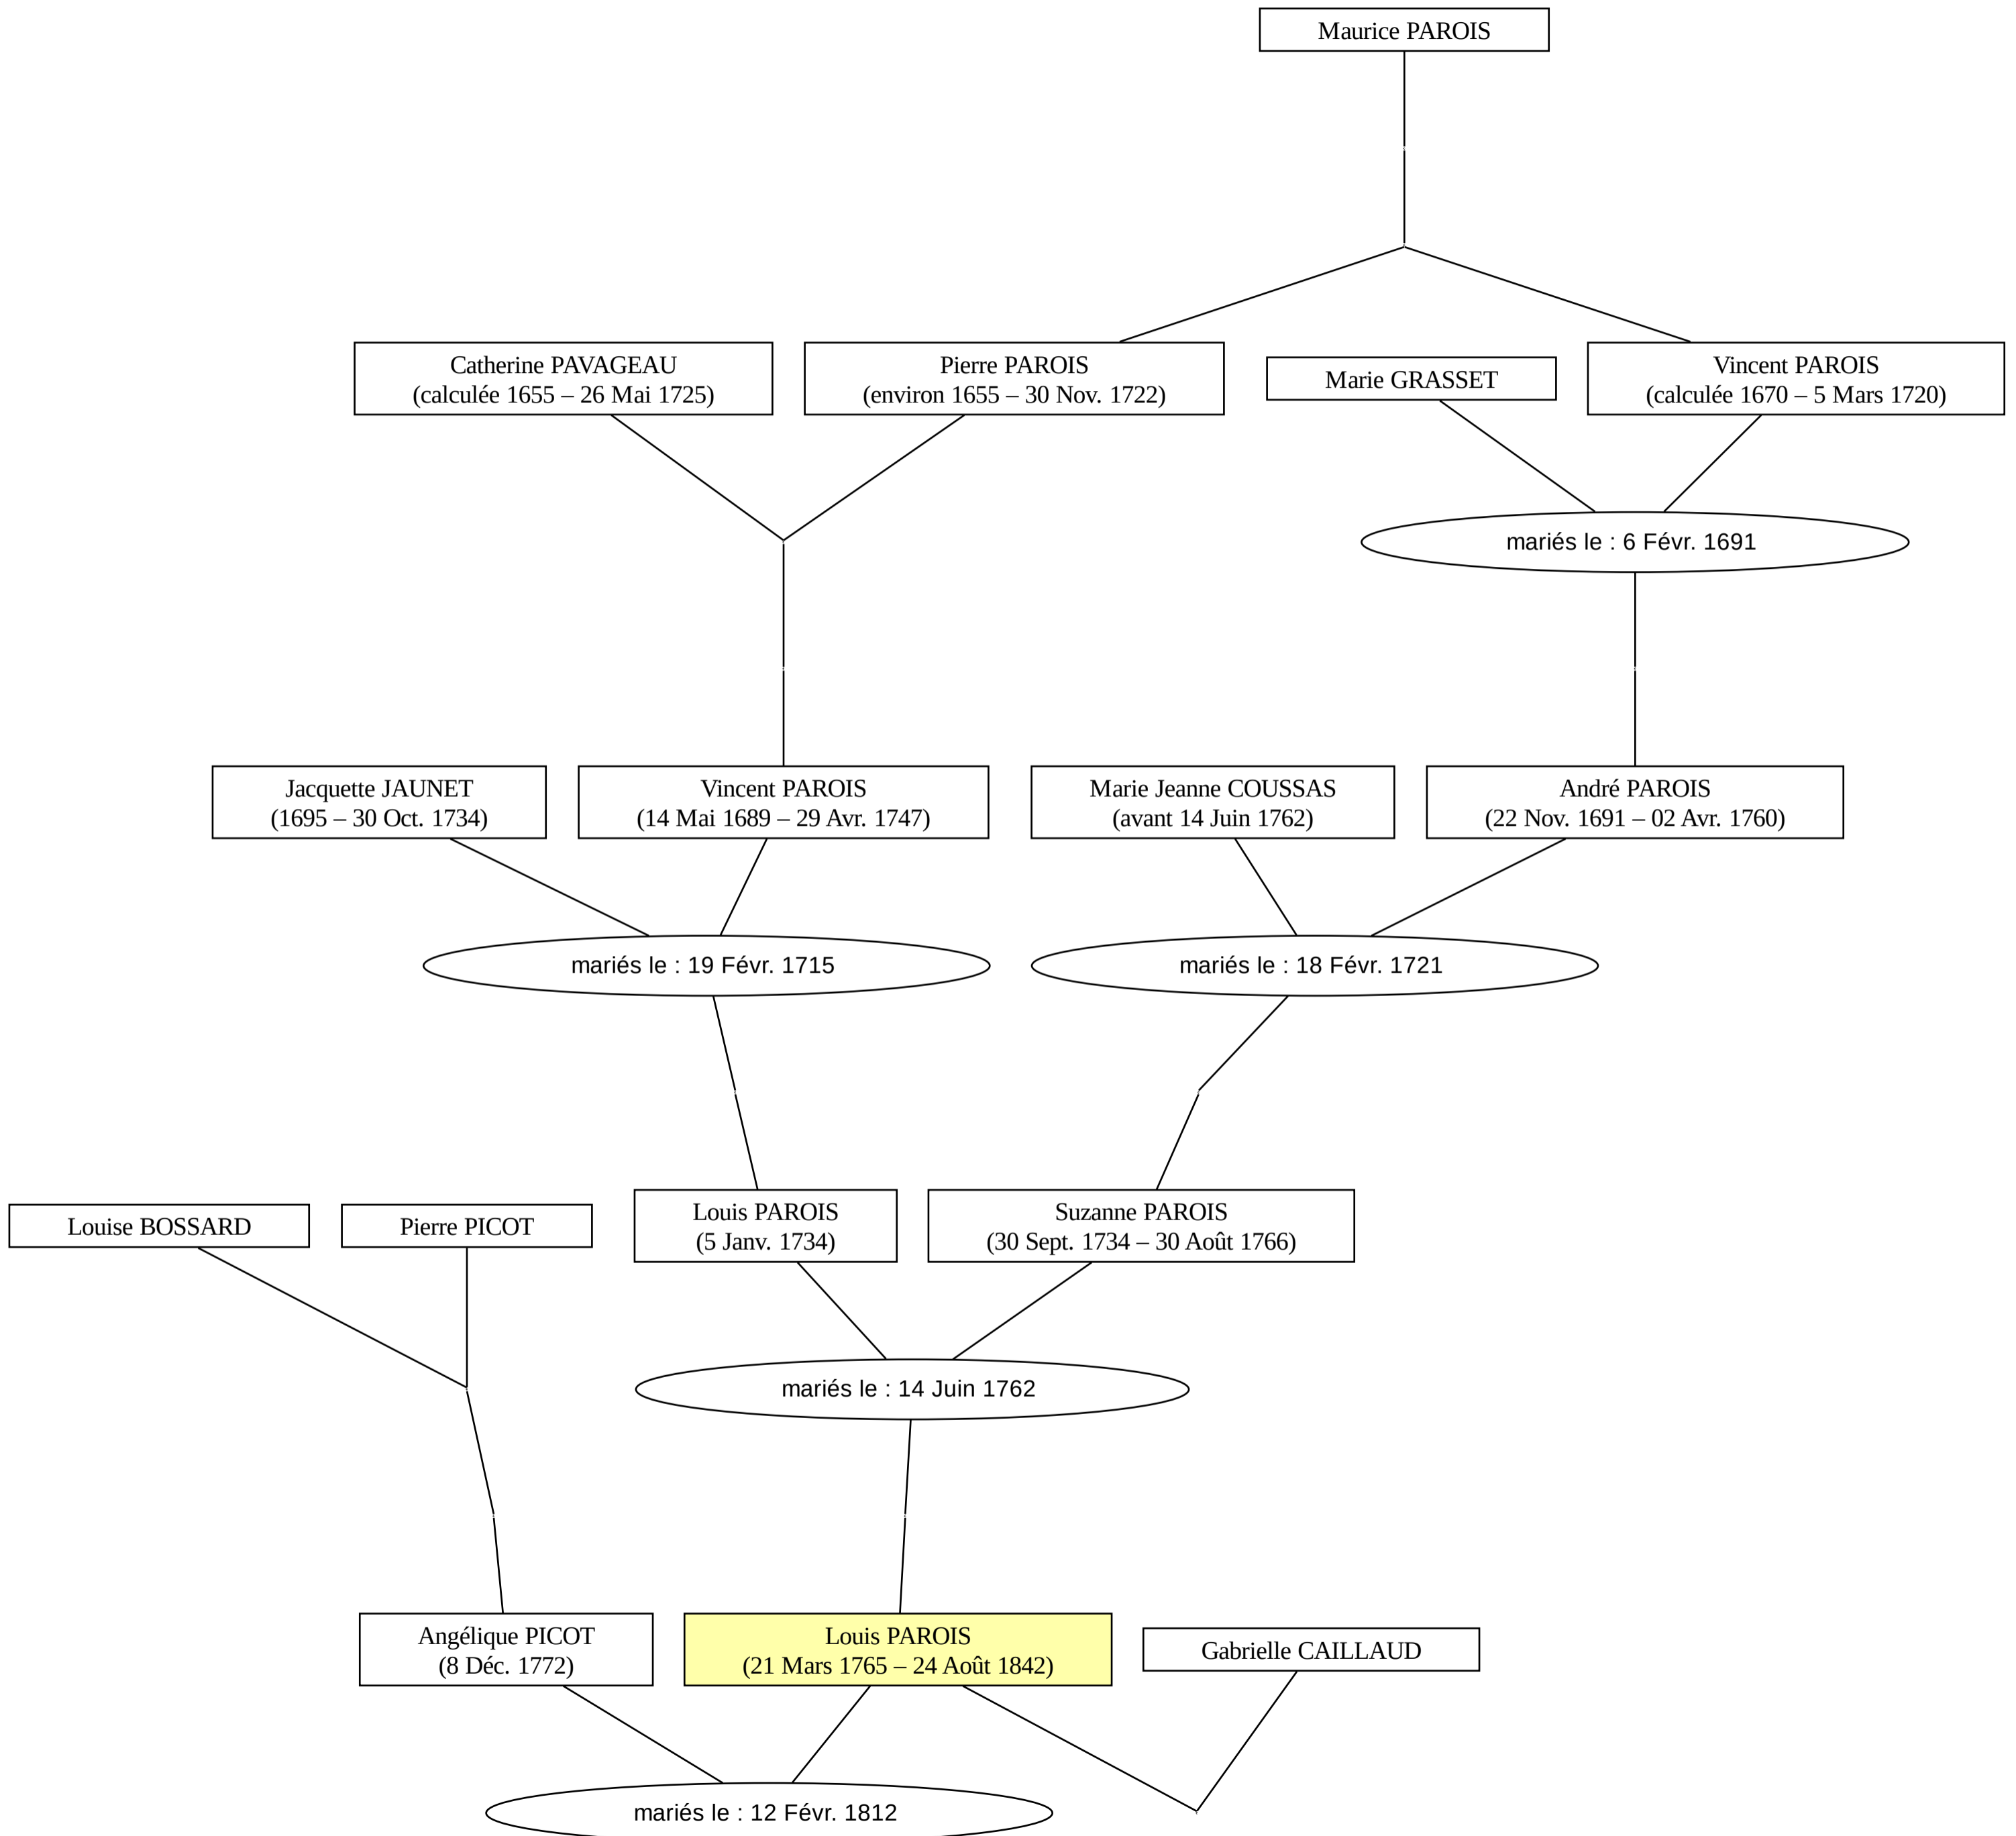 Maurice PAROIS
Catherine PAVAGEAU
(calculée 1655 – 26 Mai 1725)
Pierre PAROIS
(environ 1655 – 30 Nov. 1722)
Marie GRASSET
Vincent PAROIS
(calculée 1670 – 5 Mars 1720)
mariés le : 6 Févr. 1691
Jacquette JAUNET
(1695 – 30 Oct. 1734)
Vincent PAROIS
(14 Mai 1689 – 29 Avr. 1747)
Marie Jeanne COUSSAS
(avant 14 Juin 1762)
André PAROIS
(22 Nov. 1691 – 02 Avr. 1760)
mariés le : 19 Févr. 1715
mariés le : 18 Févr. 1721
Louise BOSSARD
Pierre PICOT
Louis PAROIS
(5 Janv. 1734)
Suzanne PAROIS
(30 Sept. 1734 – 30 Août 1766)
mariés le : 14 Juin 1762
Angélique PICOT
(8 Déc. 1772)
Louis PAROIS
(21 Mars 1765 – 24 Août 1842)
Gabrielle CAILLAUD
mariés le : 12 Févr. 1812